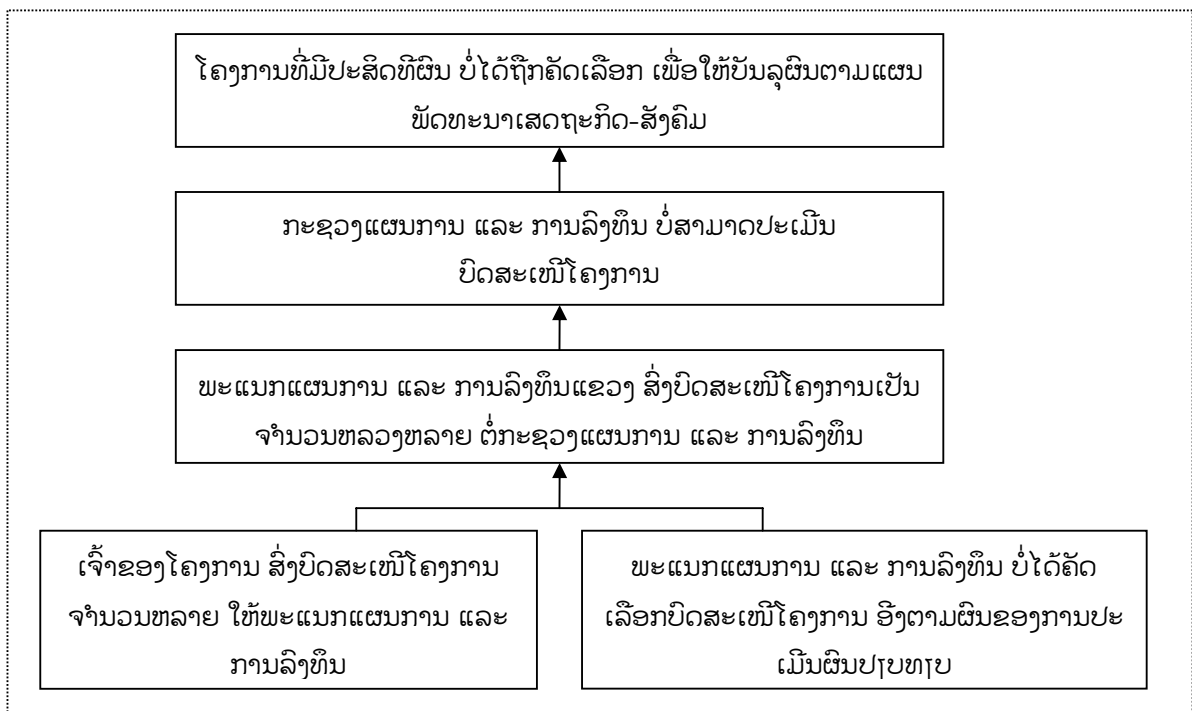 ໂຄງການທີ່ມີປະສິດທິຜົນ ບໍ່ໄດ້ຖືກຄັດເລືອກ ເພື່ອໃຫ້ບັນລຸຜົນຕາມແຜນ
ພັດທະນາເສດຖະກິດ-ສັງຄົມ
ກະຊວງແຜນການ ແລະ ການລົງທຶນ ບໍ່ສາມາດປະເມີນ
ບົດສະເໜີໂຄງການ
ພະແນກແຜນການ ແລະ ການລົງທຶນແຂວງ ສົ່ງບົດສະເໜີໂຄງການເປັນ
ຈຳນວນຫລວງຫລາຍ ຕໍ່ກະຊວງແຜນການ ແລະ ການລົງທຶນ
ເຈົ້າຂອງໂຄງການ ສົ່ງບົດສະເໜີໂຄງການ
ຈຳນວນຫລາຍ ໃຫ້ພະແນກແຜນການ ແລະ
ການລົງທຶນ
ພະແນກແຜນການ ແລະ ການລົງທຶນ ບໍ່ໄດ້ຄັດ
ເລືອກບົດສະເໜີໂຄງການ ອີງຕາມຜົນຂອງການປະ
ເມີນຜົນປຽບທຽບ